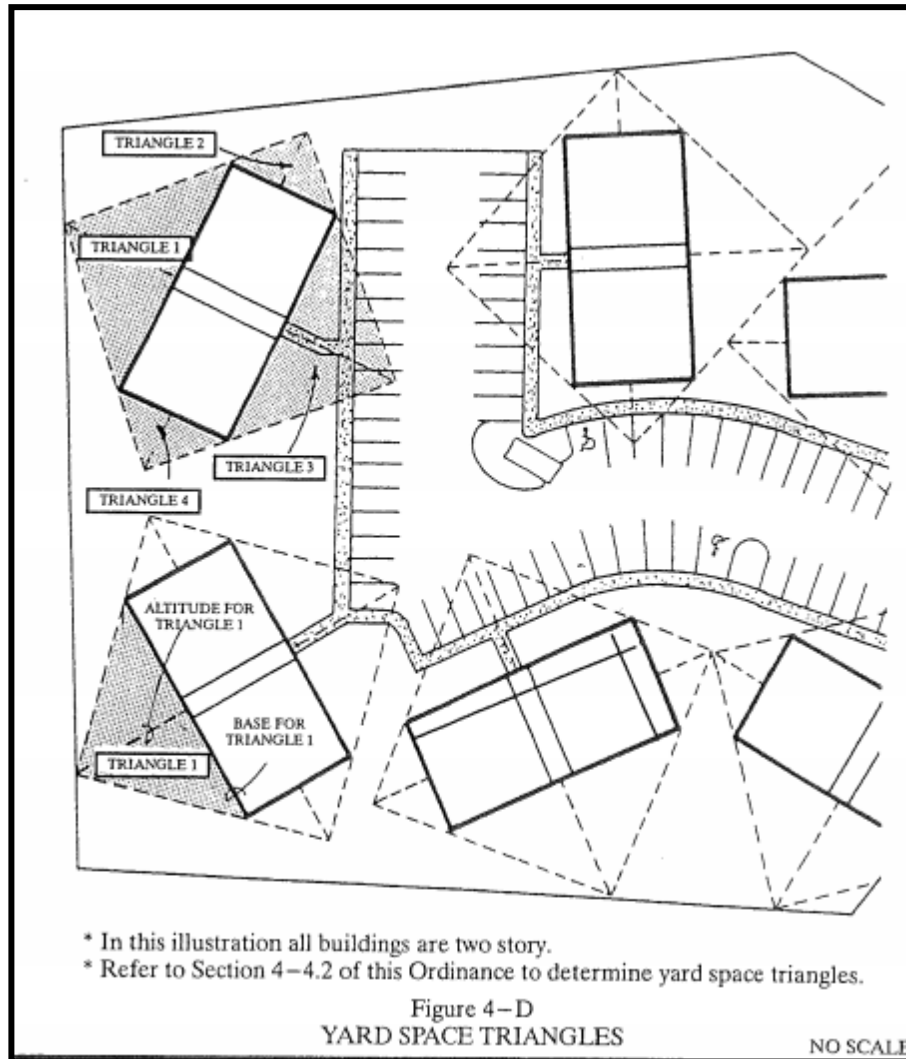 TRIANGLE 2
TRIANGLE 1
TRIANGLE 3
TRIANGLE 4
ALTITUDE FOR
TRIANGLE 1
BASE FOR
TRIANGLE 1
TRIANGLE 1
* In this illustration all buildings are two story.
* Refer to Section 4–4.2 of this Ordinance to determine yard space triangles.
Figure 4–D
YARD SPACE TRIANGLES
NO SCALE